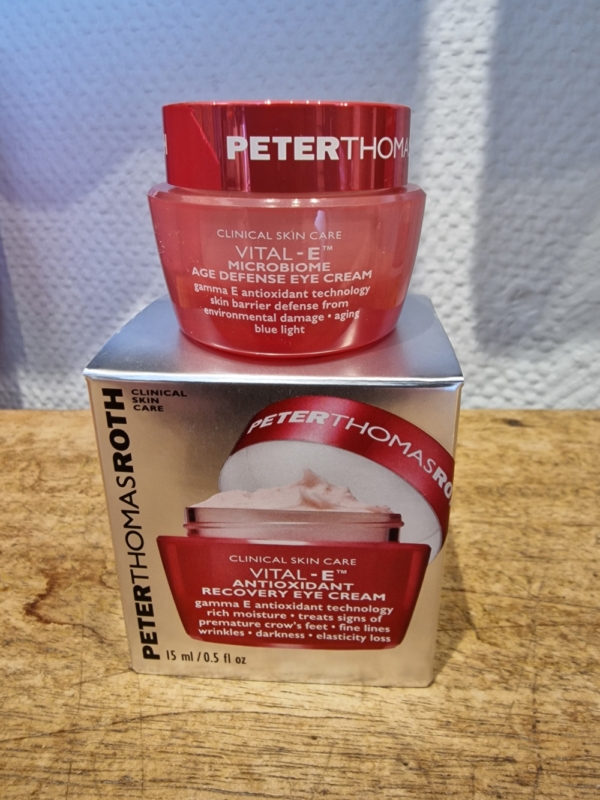 PETERTHOMA
CLINICAL SKIN CARE
VITAL-E™
MICROBIOME
AGE DEFENSE EYE CREAM
gamma E antioxidant technology
skin barrier defense from
environmental damage • aging
blue light
PETERTHOMASROTH
CLINICAL
SKIN
CARE
PETERTHOMASRO
CLINICAL SKIN CARE
VITAL-E™
ANTIOXIDANT
RECOVERY EYE CREAM
gamma E antioxidant technology
rich moisture • treats signs of
premature crow's feet • fine lines
wrinkles • darkness • elasticity loss
15 ml / 0.5 fl oz